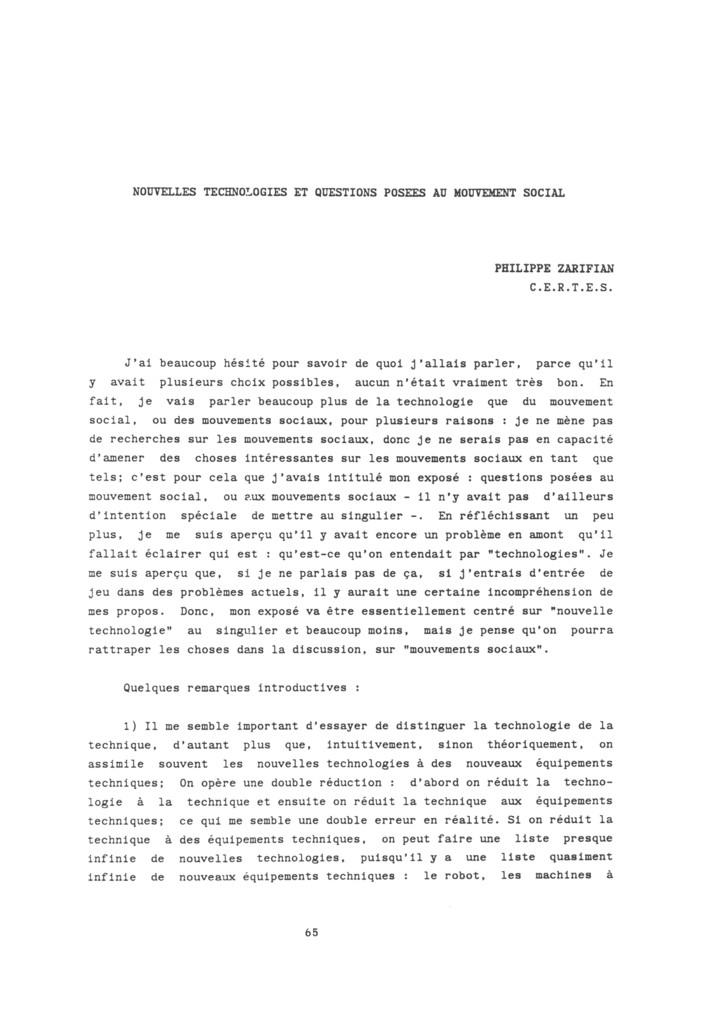 NOUVELLES TECHNOLOGIES ET QUESTIONS POSEES AU MOUVEMENT SOCIAL
PHILIPPE ZARIFIAN
C.E.R.T.E.S.
J'ai beaucoup hésité pour savoir de quoi j'allais parler, parce qu'il
y avait plusieurs choix possibles, aucun n'était vraiment très bon. En
fait, je vais parler beaucoup plus de la technologie que du mouvement
social, ou des mouvements sociaux, pour plusieurs raisons : je ne mène pas
de recherches sur les mouvements sociaux, donc je ne serais pas en capacité
d'amener des choses intéressantes sur les mouvements sociaux en tant que
tels; c'est pour cela que j'avais intitulé mon exposé : questions posées au
mouvement social, ou aux mouvements sociaux - il n'y avait pas d'ailleurs
d'intention spéciale de mettre au singulier -. En réfléchissant un peu
plus, je me suis aperçu qu'il y avait encore un problème en amont qu'il
fallait éclairer qui est : qu'est-ce qu'on entendait par "technologies". Je
me suis aperçu que, si je ne parlais pas de ça, si j'entrais d'entrée de
jeu dans des problèmes actuels, il y aurait une certaine incompréhension de
mes propos. Donc, mon exposé va être essentiellement centré sur "nouvelle
technologie" au singulier et beaucoup moins, mais je pense qu'on pourra
rattraper les choses dans la discussion, sur "mouvements sociaux".
Quelques remarques introductives :
1) Il me semble important d'essayer de distinguer la technologie de la
technique, d'autant plus que, intuitivement, sinon théoriquement, on
assimile souvent les nouvelles technologies à des nouveaux équipements
techniques; On opère une double réduction : d'abord on réduit la techno-
logie à la technique et ensuite on réduit la technique aux équipements
techniques; ce qui me semble une double erreur en réalité. Si on réduit la
technique à des équipements techniques, on peut faire une liste presque
infinie de nouvelles technologies, puisqu'il y a une liste quasiment
infinie de nouveaux équipements techniques : le robot, les machines à
65